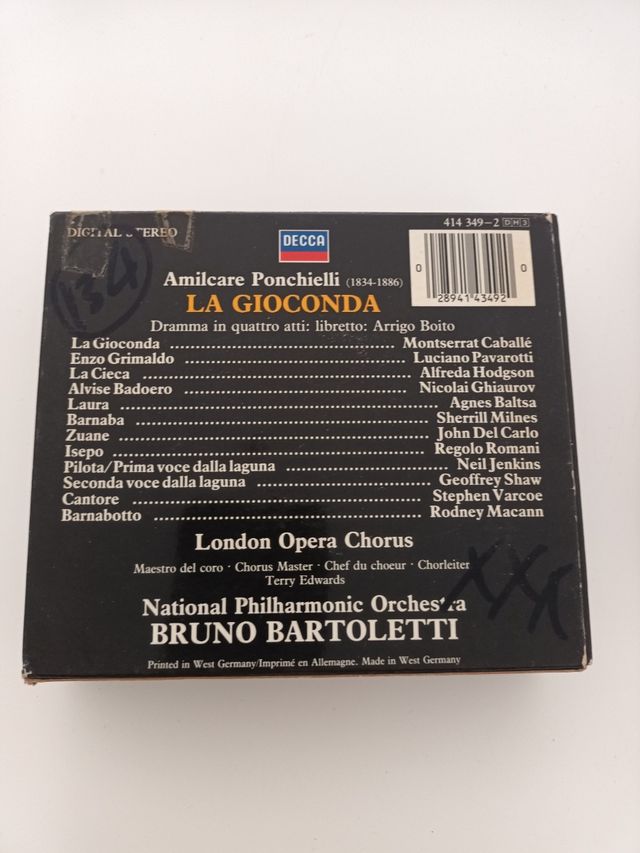 DIGITAL STEREO
DECCA
414 349-2 DH3
0 28941 43492 0
134
Amilcare Ponchielli (1834-1886)
LA GIOCONDA
Dramma in quattro atti: libretto: Arrigo Boito
La Gioconda ........ Montserrat Caballé
Enzo Grimaldo ........ Luciano Pavarotti
La Cieca ........ Alfreda Hodgson
Alvise Badoero ........ Nicolai Ghiaurov
Laura ........ Agnes Baltsa
Barnaba ........ Sherrill Milnes
Zuane ........ John Del Carlo
Isepo ........ Regolo Romani
Pilota/Prima voce dalla laguna ........ Neil Jenkins
Seconda voce dalla laguna ........ Geoffrey Shaw
Cantore ........ Stephen Varcoe
Barnabotto ........ Rodney Macann
London Opera Chorus
Maestro del coro · Chorus Master · Chef du choeur · Chorleiter
Terry Edwards
XXX
National Philharmonic Orchestra
BRUNO BARTOLETTI
Printed in West Germany/Imprimé en Allemagne. Made in West Germany